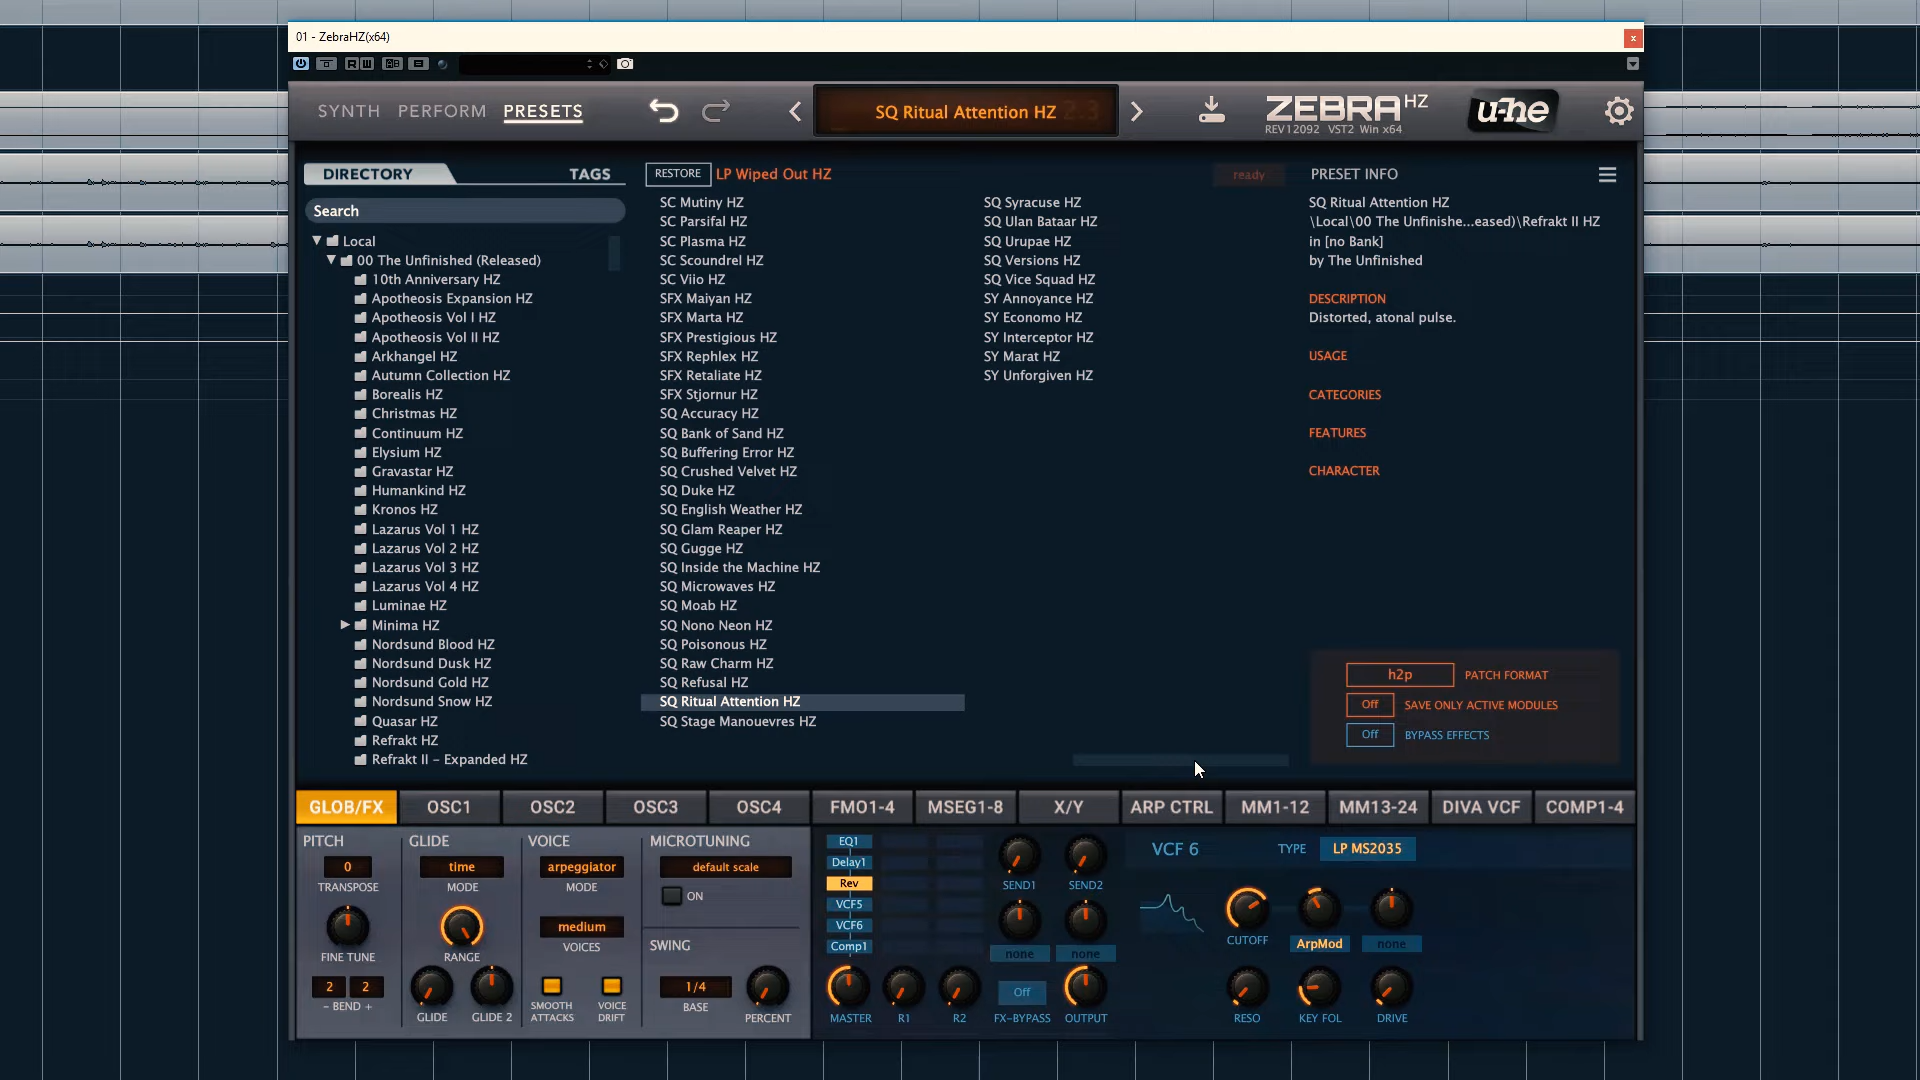 01 - ZebraHZ(x64)
SYNTH PERFORM PRESETS
SQ Ritual Attention HZ
ZEBRA HZ
REV12092 VST2 Win x64
u-he
DIRECTORY TAGS
Search
Local
00 The Unfinished (Released)
10th Anniversary HZ
Apotheosis Expansion HZ
Apotheosis Vol I HZ
Apotheosis Vol II HZ
Arkhangel HZ
Autumn Collection HZ
Borealis HZ
Christmas HZ
Continuum HZ
Elysium HZ
Gravastar HZ
Humankind HZ
Kronos HZ
Lazarus Vol 1 HZ
Lazarus Vol 2 HZ
Lazarus Vol 3 HZ
Lazarus Vol 4 HZ
Luminae HZ
Minima HZ
Nordsund Blood HZ
Nordsund Dusk HZ
Nordsund Gold HZ
Nordsund Snow HZ
Quasar HZ
Refrakt HZ
Refrakt II - Expanded HZ
RESTORE LP Wiped Out HZ
ready
SC Mutiny HZ
SC Parsifal HZ
SC Plasma HZ
SC Scoundrel HZ
SC Viio HZ
SFX Maiyan HZ
SFX Marta HZ
SFX Prestigious HZ
SFX Rephlex HZ
SFX Retaliate HZ
SFX Stjornur HZ
SQ Accuracy HZ
SQ Bank of Sand HZ
SQ Buffering Error HZ
SQ Crushed Velvet HZ
SQ Duke HZ
SQ English Weather HZ
SQ Glam Reaper HZ
SQ Gugge HZ
SQ Inside the Machine HZ
SQ Microwaves HZ
SQ Moab HZ
SQ Nono Neon HZ
SQ Poisonous HZ
SQ Raw Charm HZ
SQ Refusal HZ
SQ Ritual Attention HZ
SQ Stage Manouevres HZ
SQ Syracuse HZ
SQ Ulan Bataar HZ
SQ Urupae HZ
SQ Versions HZ
SQ Vice Squad HZ
SY Annoyance HZ
SY Economo HZ
SY Interceptor HZ
SY Marat HZ
SY Unforgiven HZ
PRESET INFO
SQ Ritual Attention HZ
\Local\00 The Unfinishe...eased)\Refrakt II HZ
in [no Bank]
by The Unfinished
DESCRIPTION
Distorted, atonal pulse.
USAGE
CATEGORIES
FEATURES
CHARACTER
h2p PATCH FORMAT
Off SAVE ONLY ACTIVE MODULES
Off BYPASS EFFECTS
GLOB/FX OSC1 OSC2 OSC3 OSC4 FMO1-4 MSEG1-8 X/Y ARP CTRL MM1-12 MM13-24 DIVA VCF COMP1-4
PITCH
0
TRANSPOSE
FINE TUNE
2 2
- BEND +
GLIDE
time
MODE
RANGE
GLIDE GLIDE 2
VOICE
arpeggiator
MODE
medium
VOICES
SMOOTH ATTACKS
VOICE DRIFT
MICROTUNING
default scale
ON
SWING
1/4
BASE
PERCENT
EQ1
Delay1
Rev
VCF5
VCF6
Comp1
SEND1 SEND2
none none
MASTER R1 R2
Off
FX-BYPASS
OUTPUT
VCF 6 TYPE LP MS2035
CUTOFF ArpMod none
RESO KEY FOL DRIVE